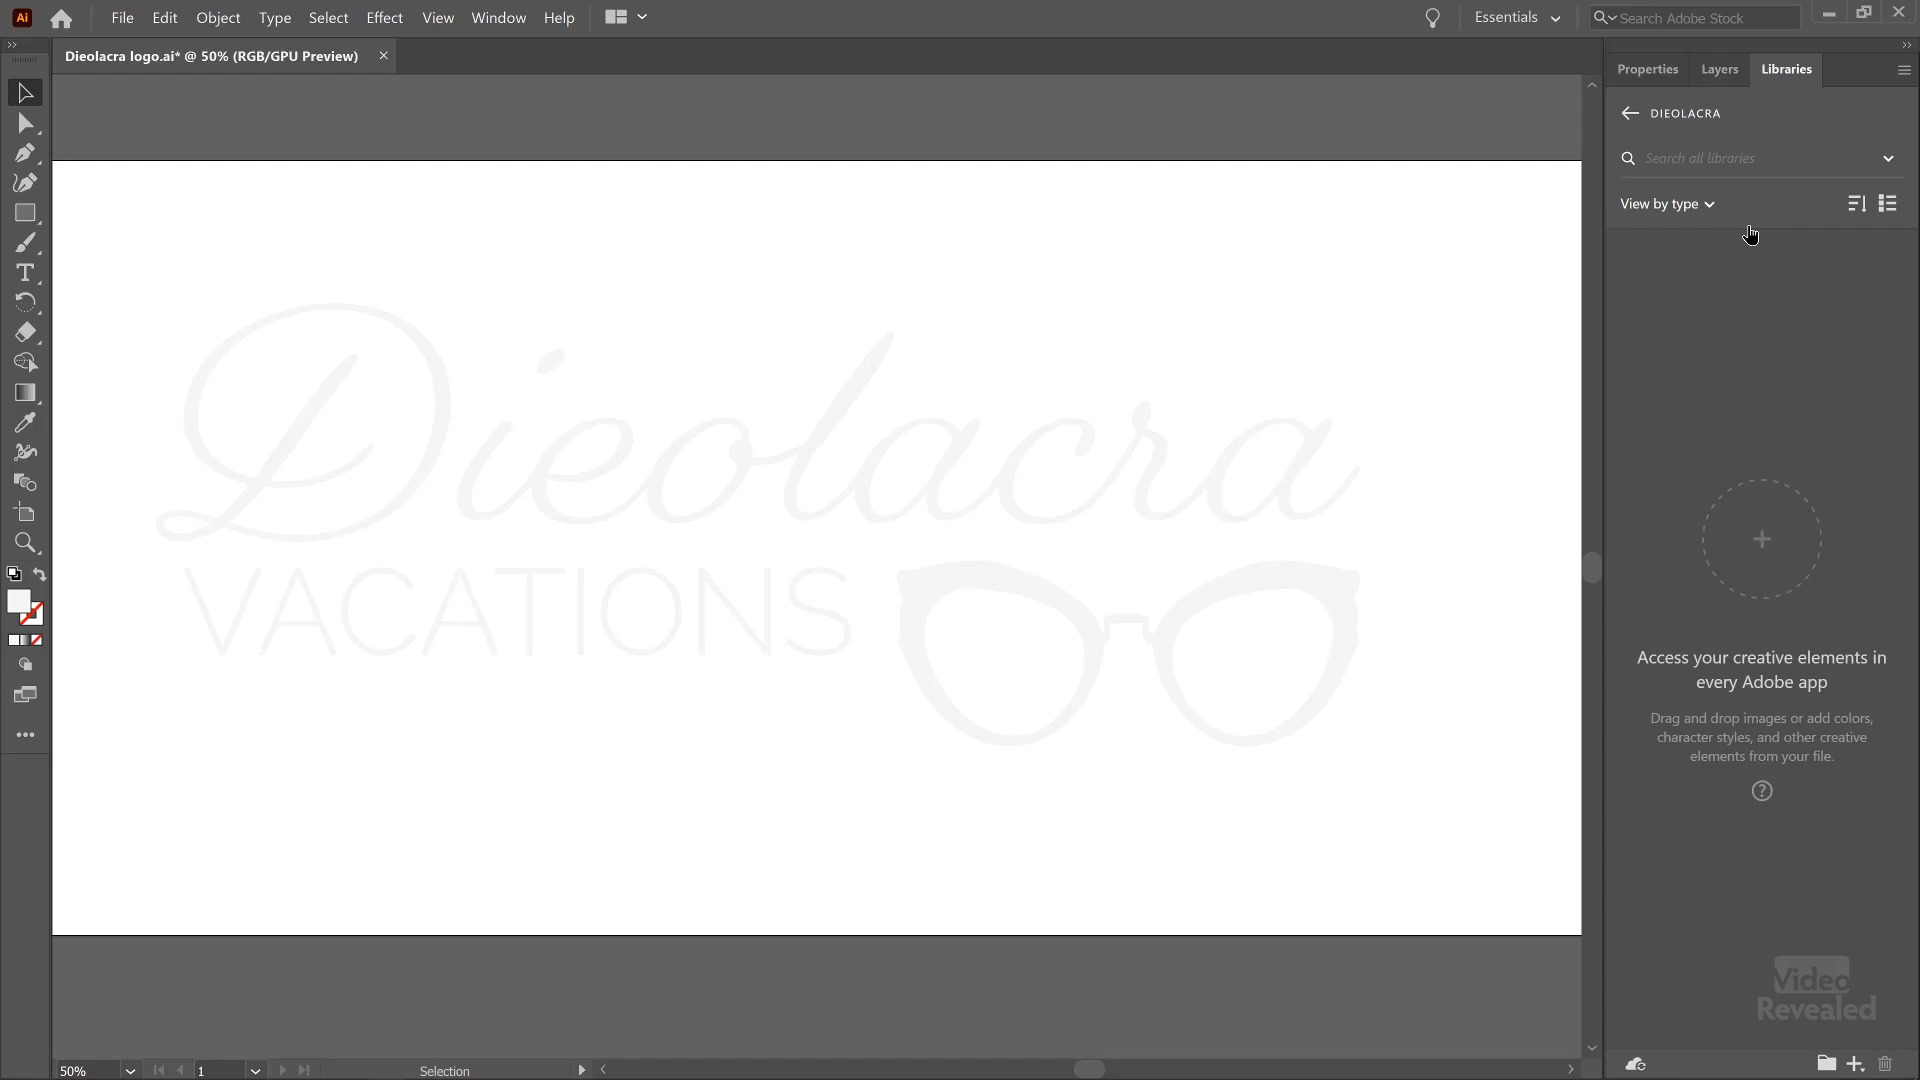 Ai File Edit Object Type Select Effect View Window Help Essentials Search Adobe Stock
Dieolacra logo.ai* @ 50% (RGB/GPU Preview)
Properties Layers Libraries
DIEOLACRA
Search all libraries
View by type
Dieolacra
VACATIONS
Access your creative elements in
every Adobe app
Drag and drop images or add colors,
character styles, and other creative
elements from your file.
Video
Revealed
50% 1 Selection